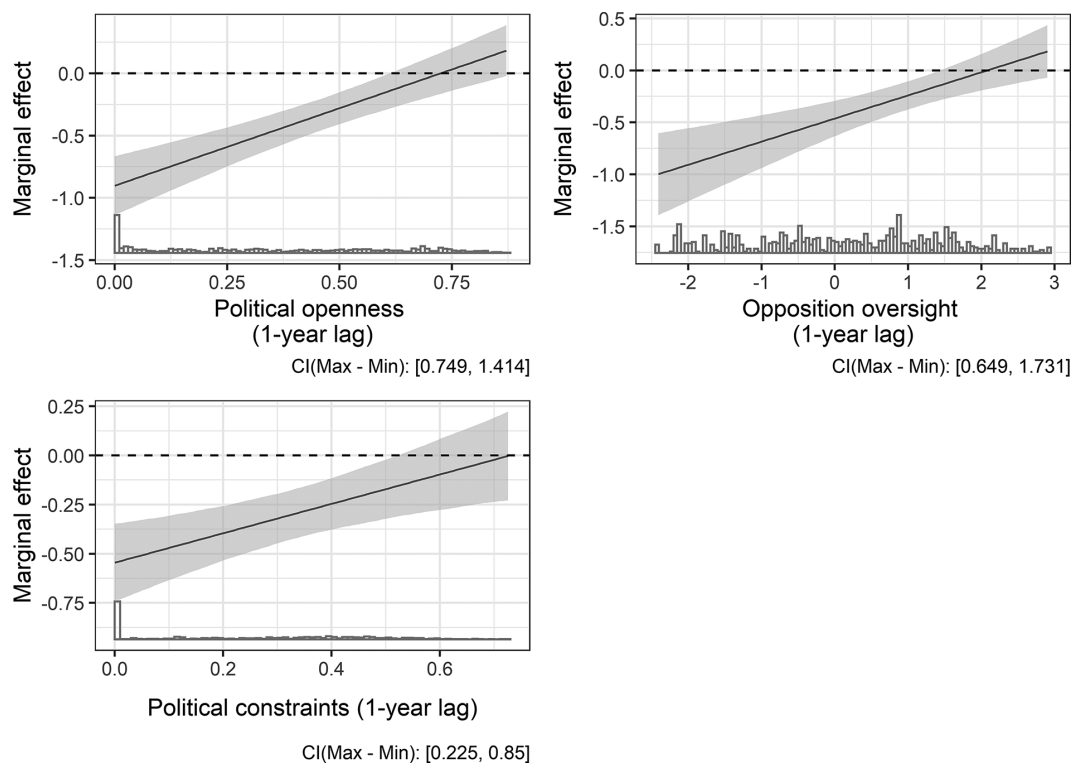 0.0
-0.5
-1.0
-1.5
Marginal effect
0.00 0.25 0.50 0.75
Political openness
(1-year lag)
CI(Max - Min): [0.749, 1.414]
0.5
0.0
-0.5
-1.0
-1.5
Marginal effect
-2 -1 0 1 2 3
Opposition oversight
(1-year lag)
CI(Max - Min): [0.649, 1.731]
0.25
0.00
-0.25
-0.50
-0.75
Marginal effect
0.0 0.2 0.4 0.6
Political constraints (1-year lag)
CI(Max - Min): [0.225, 0.85]